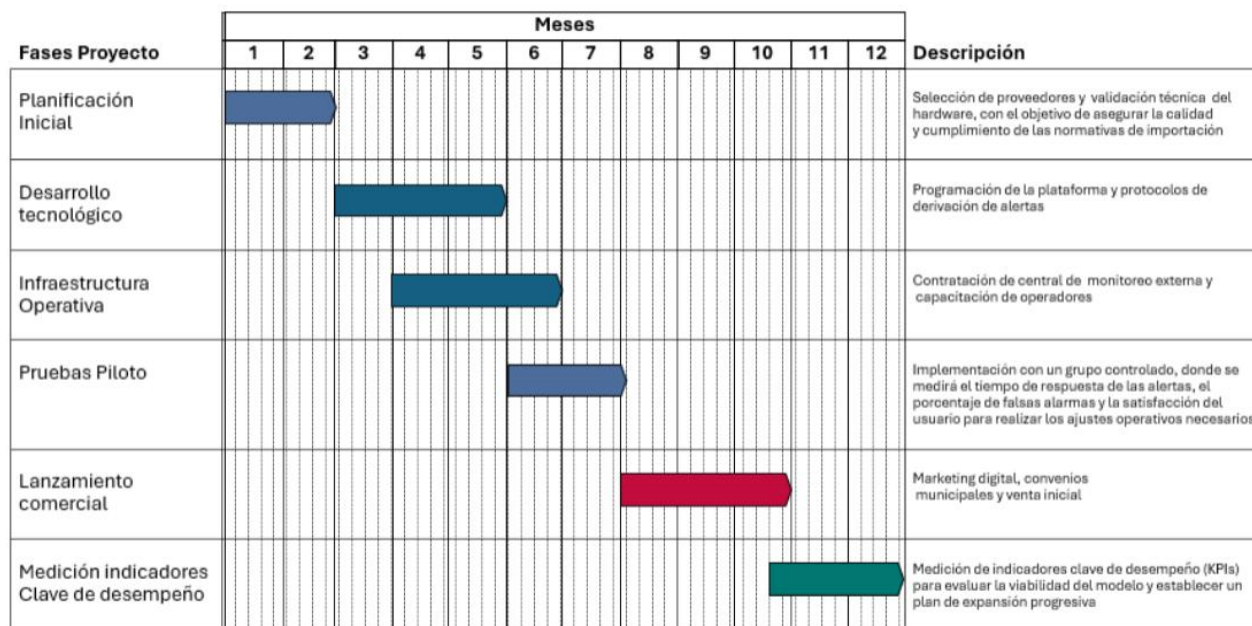 Meses
Fases Proyecto
1 2 3 4 5 6 7 8 9 10 11 12
Descripción
Planificación
Inicial
Selección de proveedores y validación técnica del
hardware, con el objetivo de asegurar la calidad
y cumplimiento de las normativas de importación
Desarrollo
tecnológico
Programación de la plataforma y protocolos de
derivación de alertas
Infraestructura
Operativa
Contratación de central de monitoreo externa y
capacitación de operadores
Pruebas Piloto
Implementación con un grupo controlado, donde se
medirá el tiempo de respuesta de las alertas, el
porcentaje de falsas alarmas y la satisfacción del
usuario para realizar los ajustes operativos necesarios
Lanzamiento
comercial
Marketing digital, convenios
municipales y venta inicial
Medición indicadores
Clave de desempeño
Medición de indicadores clave de desempeño (KPIs)
para evaluar la viabilidad del modelo y establecer un
plan de expansión progresiva